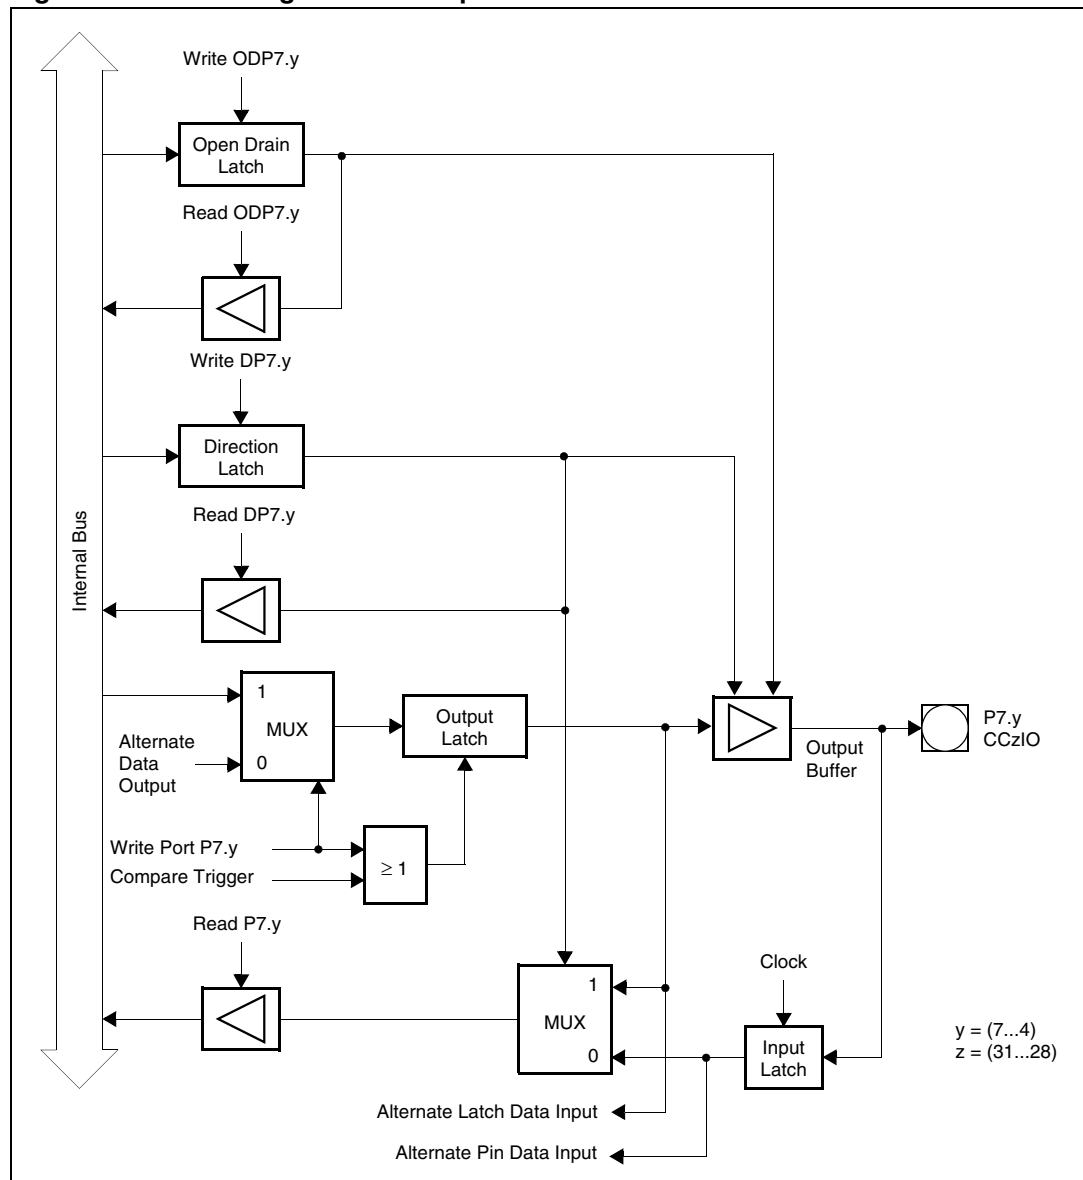 Write ODP7.y
Open Drain
Latch
Read ODP7.y
Write DP7.y
Direction
Latch
Read DP7.y
Internal Bus
1
MUX
0
Alternate
Data
Output
Output
Latch
Output
Buffer
P7.y
CCzIO
Write Port P7.y
Compare Trigger
≥ 1
Read P7.y
1
MUX
0
Clock
Input
Latch
y = (7...4)
z = (31...28)
Alternate Latch Data Input
Alternate Pin Data Input